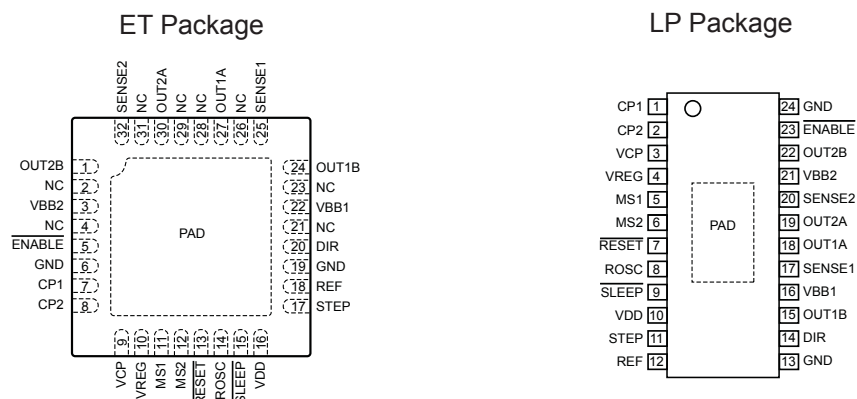 ET Package
LP Package
SENSE2
NC
OUT2A
NC
NC
OUT1A
NC
SENSE1
32
31
30
29
28
27
26
25
OUT2B 1
NC 2
VBB2 3
NC 4
ENABLE 5
GND 6
CP1 7
CP2 8
PAD
24 OUT1B
23 NC
22 VBB1
21 NC
20 DIR
19 GND
18 REF
17 STEP
9
10
11
12
13
14
15
16
VCP
VREG
MS1
MS2
RESET
ROSC
SLEEP
VDD
CP1 1
CP2 2
VCP 3
VREG 4
MS1 5
MS2 6
RESET 7
ROSC 8
SLEEP 9
VDD 10
STEP 11
REF 12
PAD
24 GND
23 ENABLE
22 OUT2B
21 VBB2
20 SENSE2
19 OUT2A
18 OUT1A
17 SENSE1
16 VBB1
15 OUT1B
14 DIR
13 GND